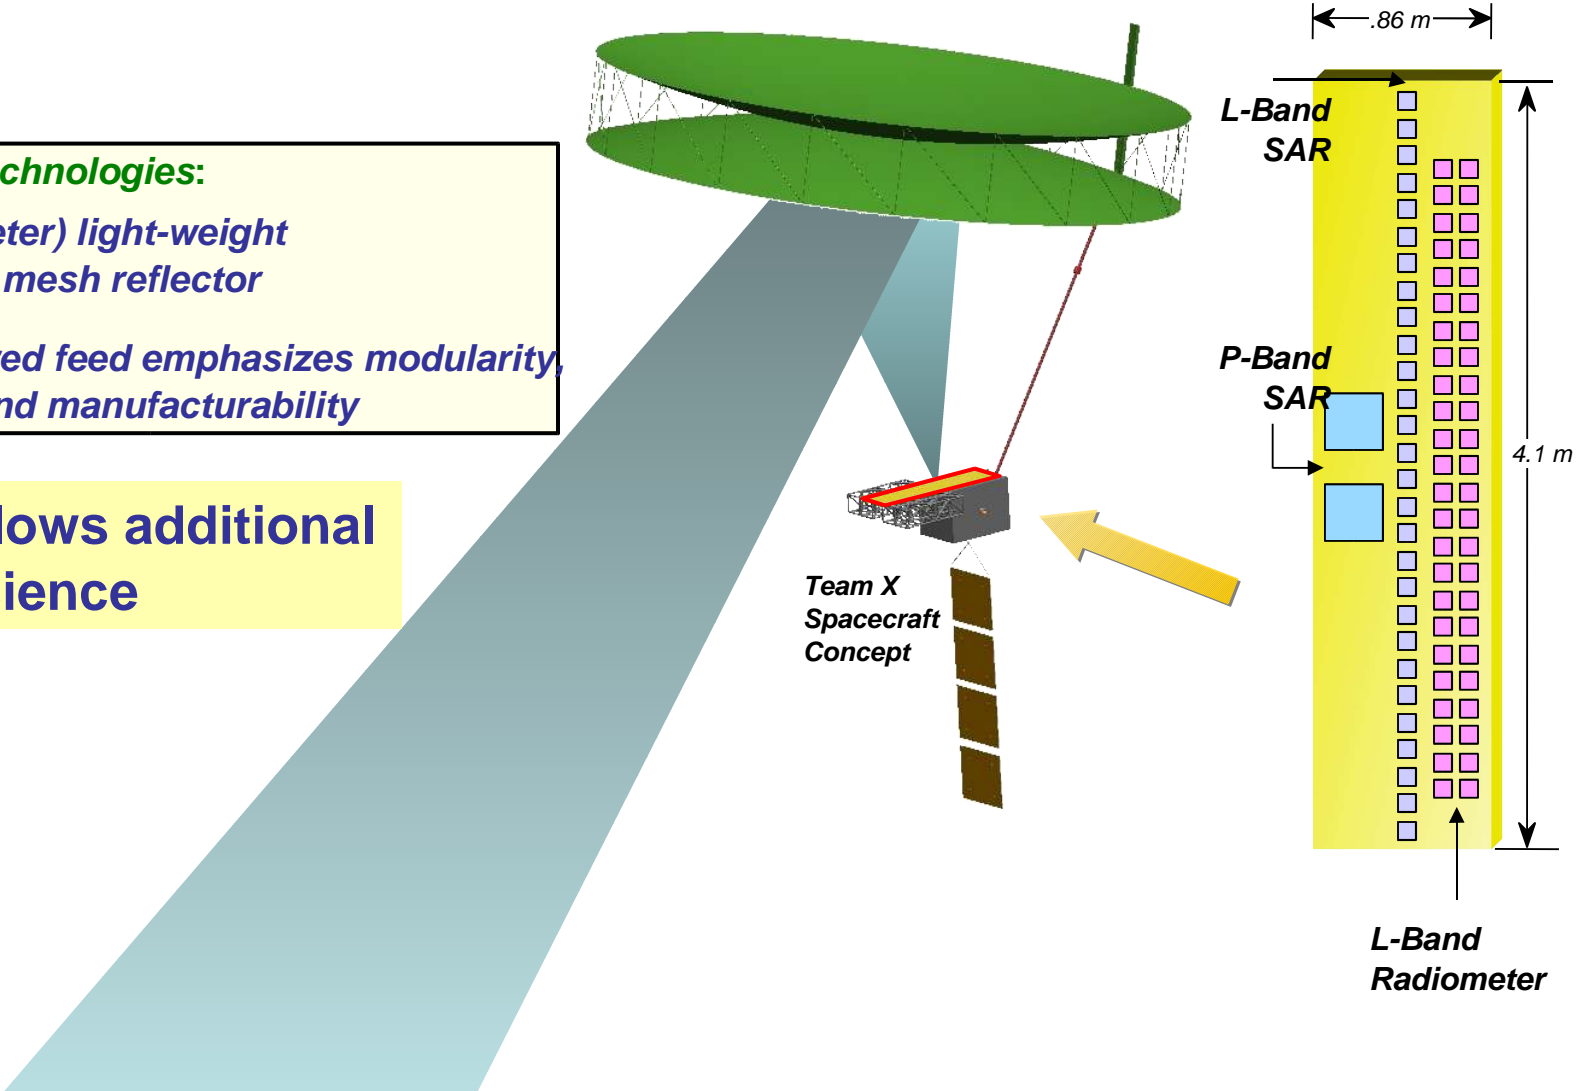 chnologies:
eter) light-weight
mesh reflector
ed feed emphasizes modularity,
nd manufacturability
lows additional
ience
.86 m
L-Band
SAR
P-Band
SAR
4.1 m
Team X
Spacecraft
Concept
L-Band
Radiometer